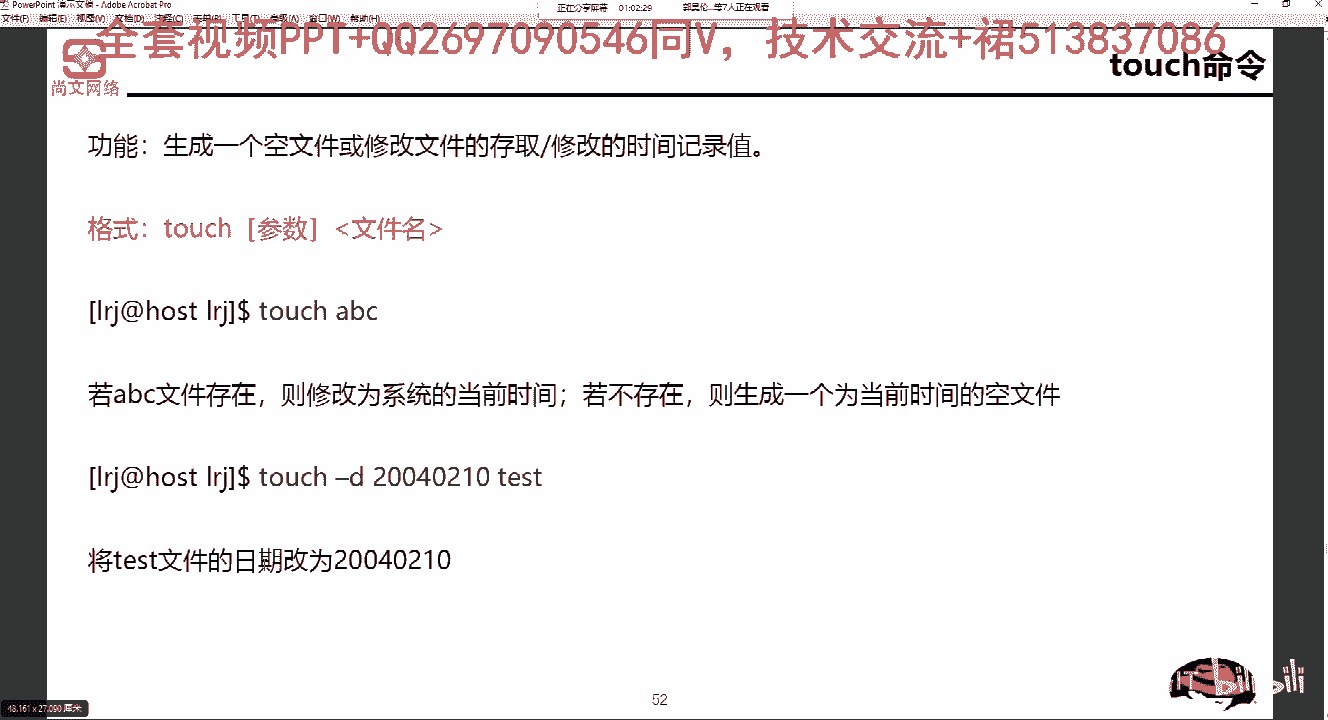 PowerPoint 演示文稿 - Adobe Acrobat Pro
正在分享屏幕 01:02:29 等7人正在观看
文件(F) 编辑(E) 视图(V) 文档(D) 注释(C) 表单(R) 工具(T) 高级(A) 窗口(W) 帮助(H)
全套视频PPT+QQ2697090546同V，技术交流+裙513837086
尚文网络
touch命令
功能：生成一个空文件或修改文件的存取/修改的时间记录值。
格式：touch［参数］<文件名>
[lrj@host lrj]$ touch abc
若abc文件存在，则修改为系统的当前时间；若不存在，则生成一个为当前时间的空文件
[lrj@host lrj]$ touch –d 20040210 test
将test文件的日期改为20040210
52
bilibili
48.161 x 27.090 厘米